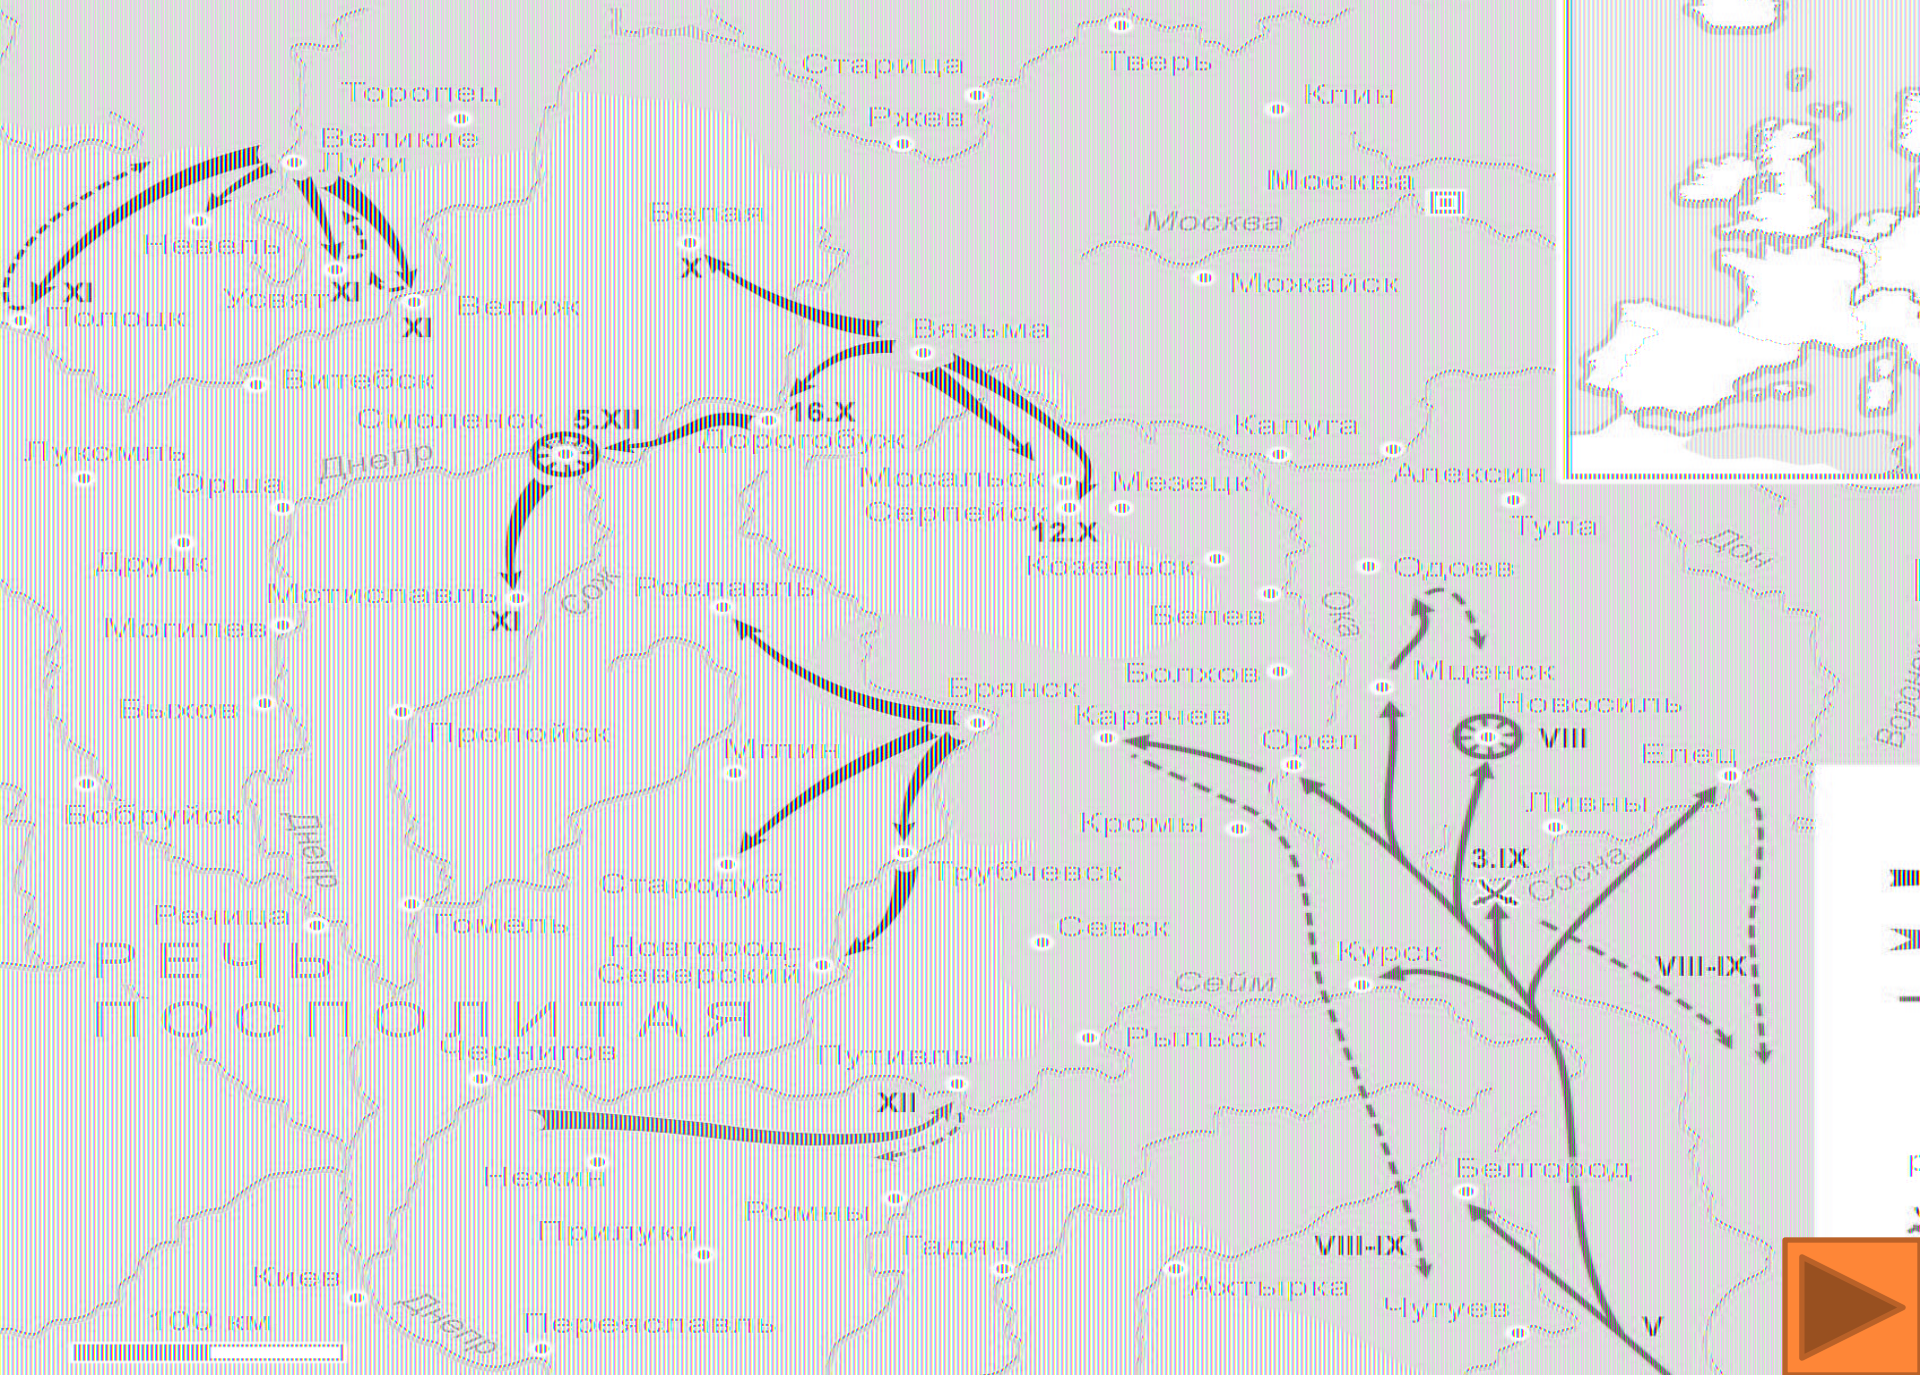 Старица
Тверь
Торопец
Клин
Ржев
Великие
Луки
Москва
Белая
Москва
Невель
X
Можайск
XI
Усвят
XI
Велиж
Полоцк
XI
Вязьма
Витебск
Смоленск
5.XII
16.X
Дорогобуж
Калуга
Лукомль
Днепр
Алексин
Орша
Мосальск
Мезецк
Серпейск
12.X
Тула
Дон
Друцк
Козельск
Одоев
Мстиславль
Сож
Рославль
Белев
Ока
XI
Могилев
Болхов
Мценск
Брянск
Новосиль
Быхов
Карачев
Пропойск
Мглин
Орел
VIII
Елец
Бобруйск
Днепр
Кромы
Ливны
3.IX
Сосна
Стародуб
Трубчевск
Речица
Гомель
Севск
Новгород-
Северский
Курск
VIII-IX
РЕЧЬ
ПОСПОЛИТАЯ
Сейм
Рыльск
Чернигов
Путивль
XII
Нежин
Белгород
Ромны
Прилуки
Гадяч
VIII-IX
Киев
Ахтырка
Чугуев
Днепр
100 км
Переяславль
V